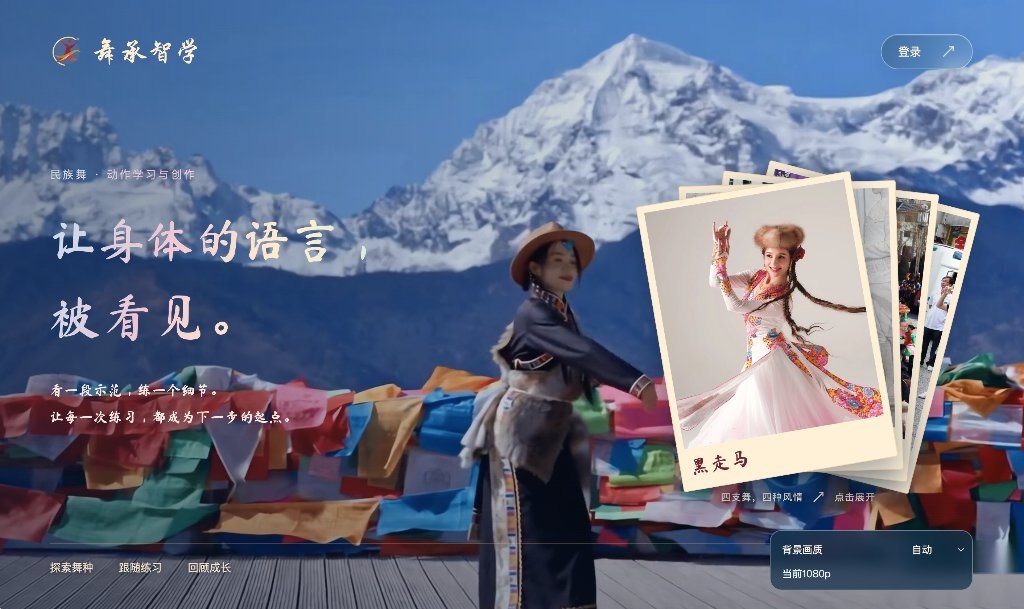 舞承智学
登录
民族舞 · 动作学习与创作
让身体的语言，
被看见。
看一段示范，练一个细节。
让每一次练习，都成为下一步的起点。
黑走马
四支舞，四种风情 ↗ 点击展开
背景画质 自动
当前1080p
探索舞种 跟随练习 回顾成长